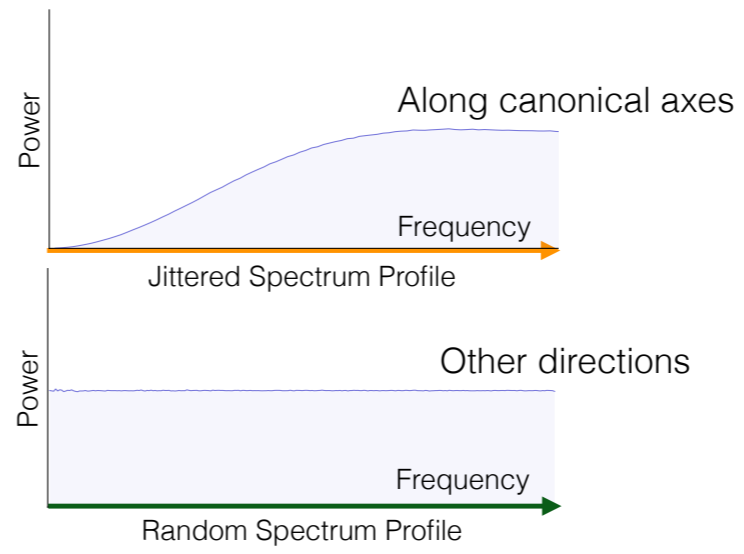 Along canonical axes
Power
Frequency
Jittered Spectrum Profile
Other directions
Power
Frequency
Random Spectrum Profile